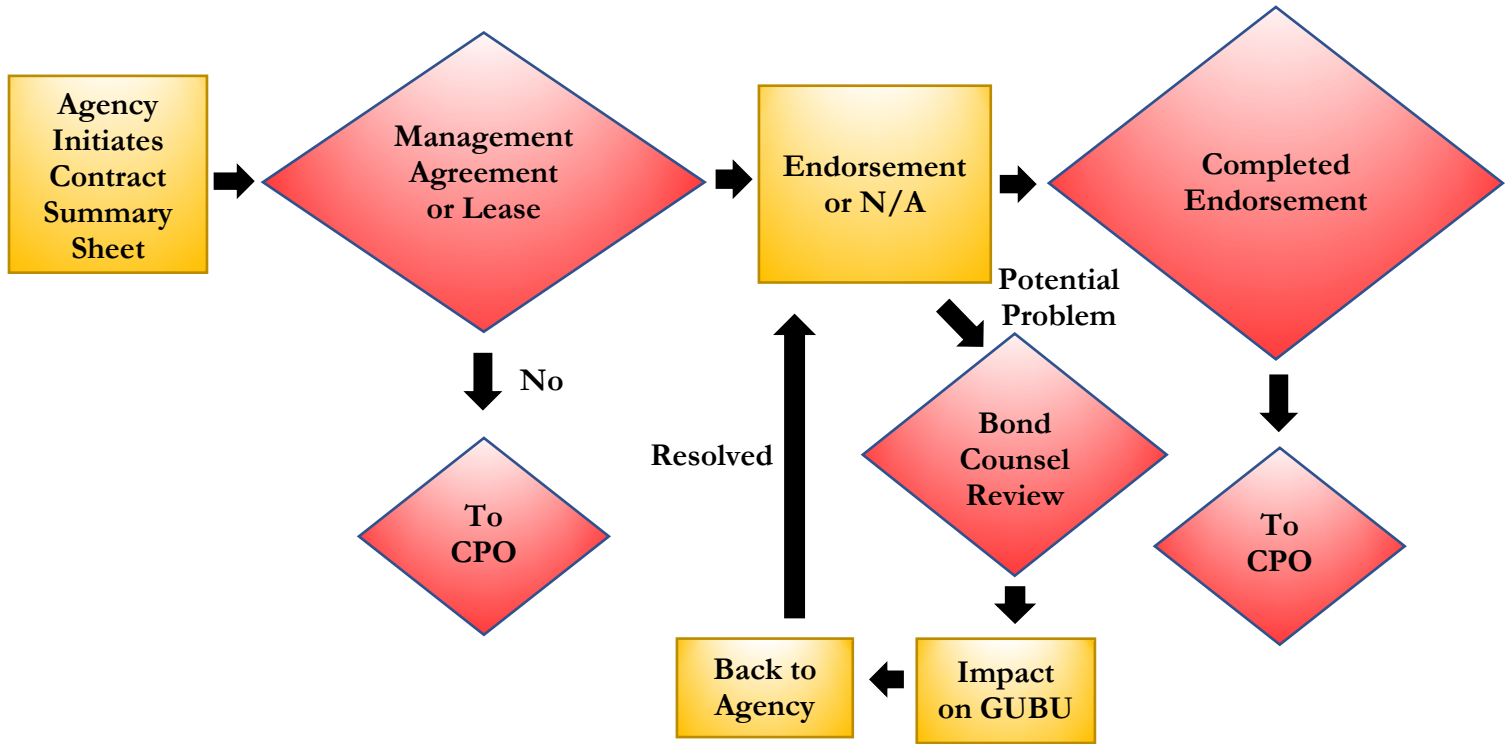 Agency
Initiates
Contract
Summary
Sheet
Management
Agreement
or Lease
Endorsement
or N/A
Completed
Endorsement
Potential
Problem
No
Resolved
Bond
Counsel
Review
To
CPO
To
CPO
Back to
Agency
Impact
on GUBU